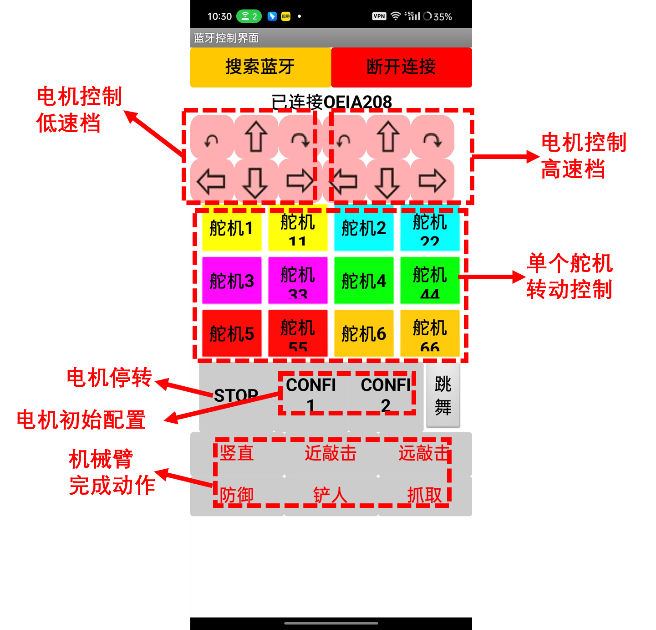 10:30 2 VPN 35%
蓝牙控制界面
搜索蓝牙 断开连接
已连接OEIA208
电机控制
低速档
电机控制
高速档
舵机1 舵机11 舵机2 舵机22
舵机3 舵机33 舵机4 舵机44
舵机5 舵机55 舵机6 舵机66
单个舵机
转动控制
电机停转
STOP CONFI1 CONFI2 跳舞
电机初始配置
机械臂
完成动作
竖直 近敲击 远敲击
防御 铲人 抓取